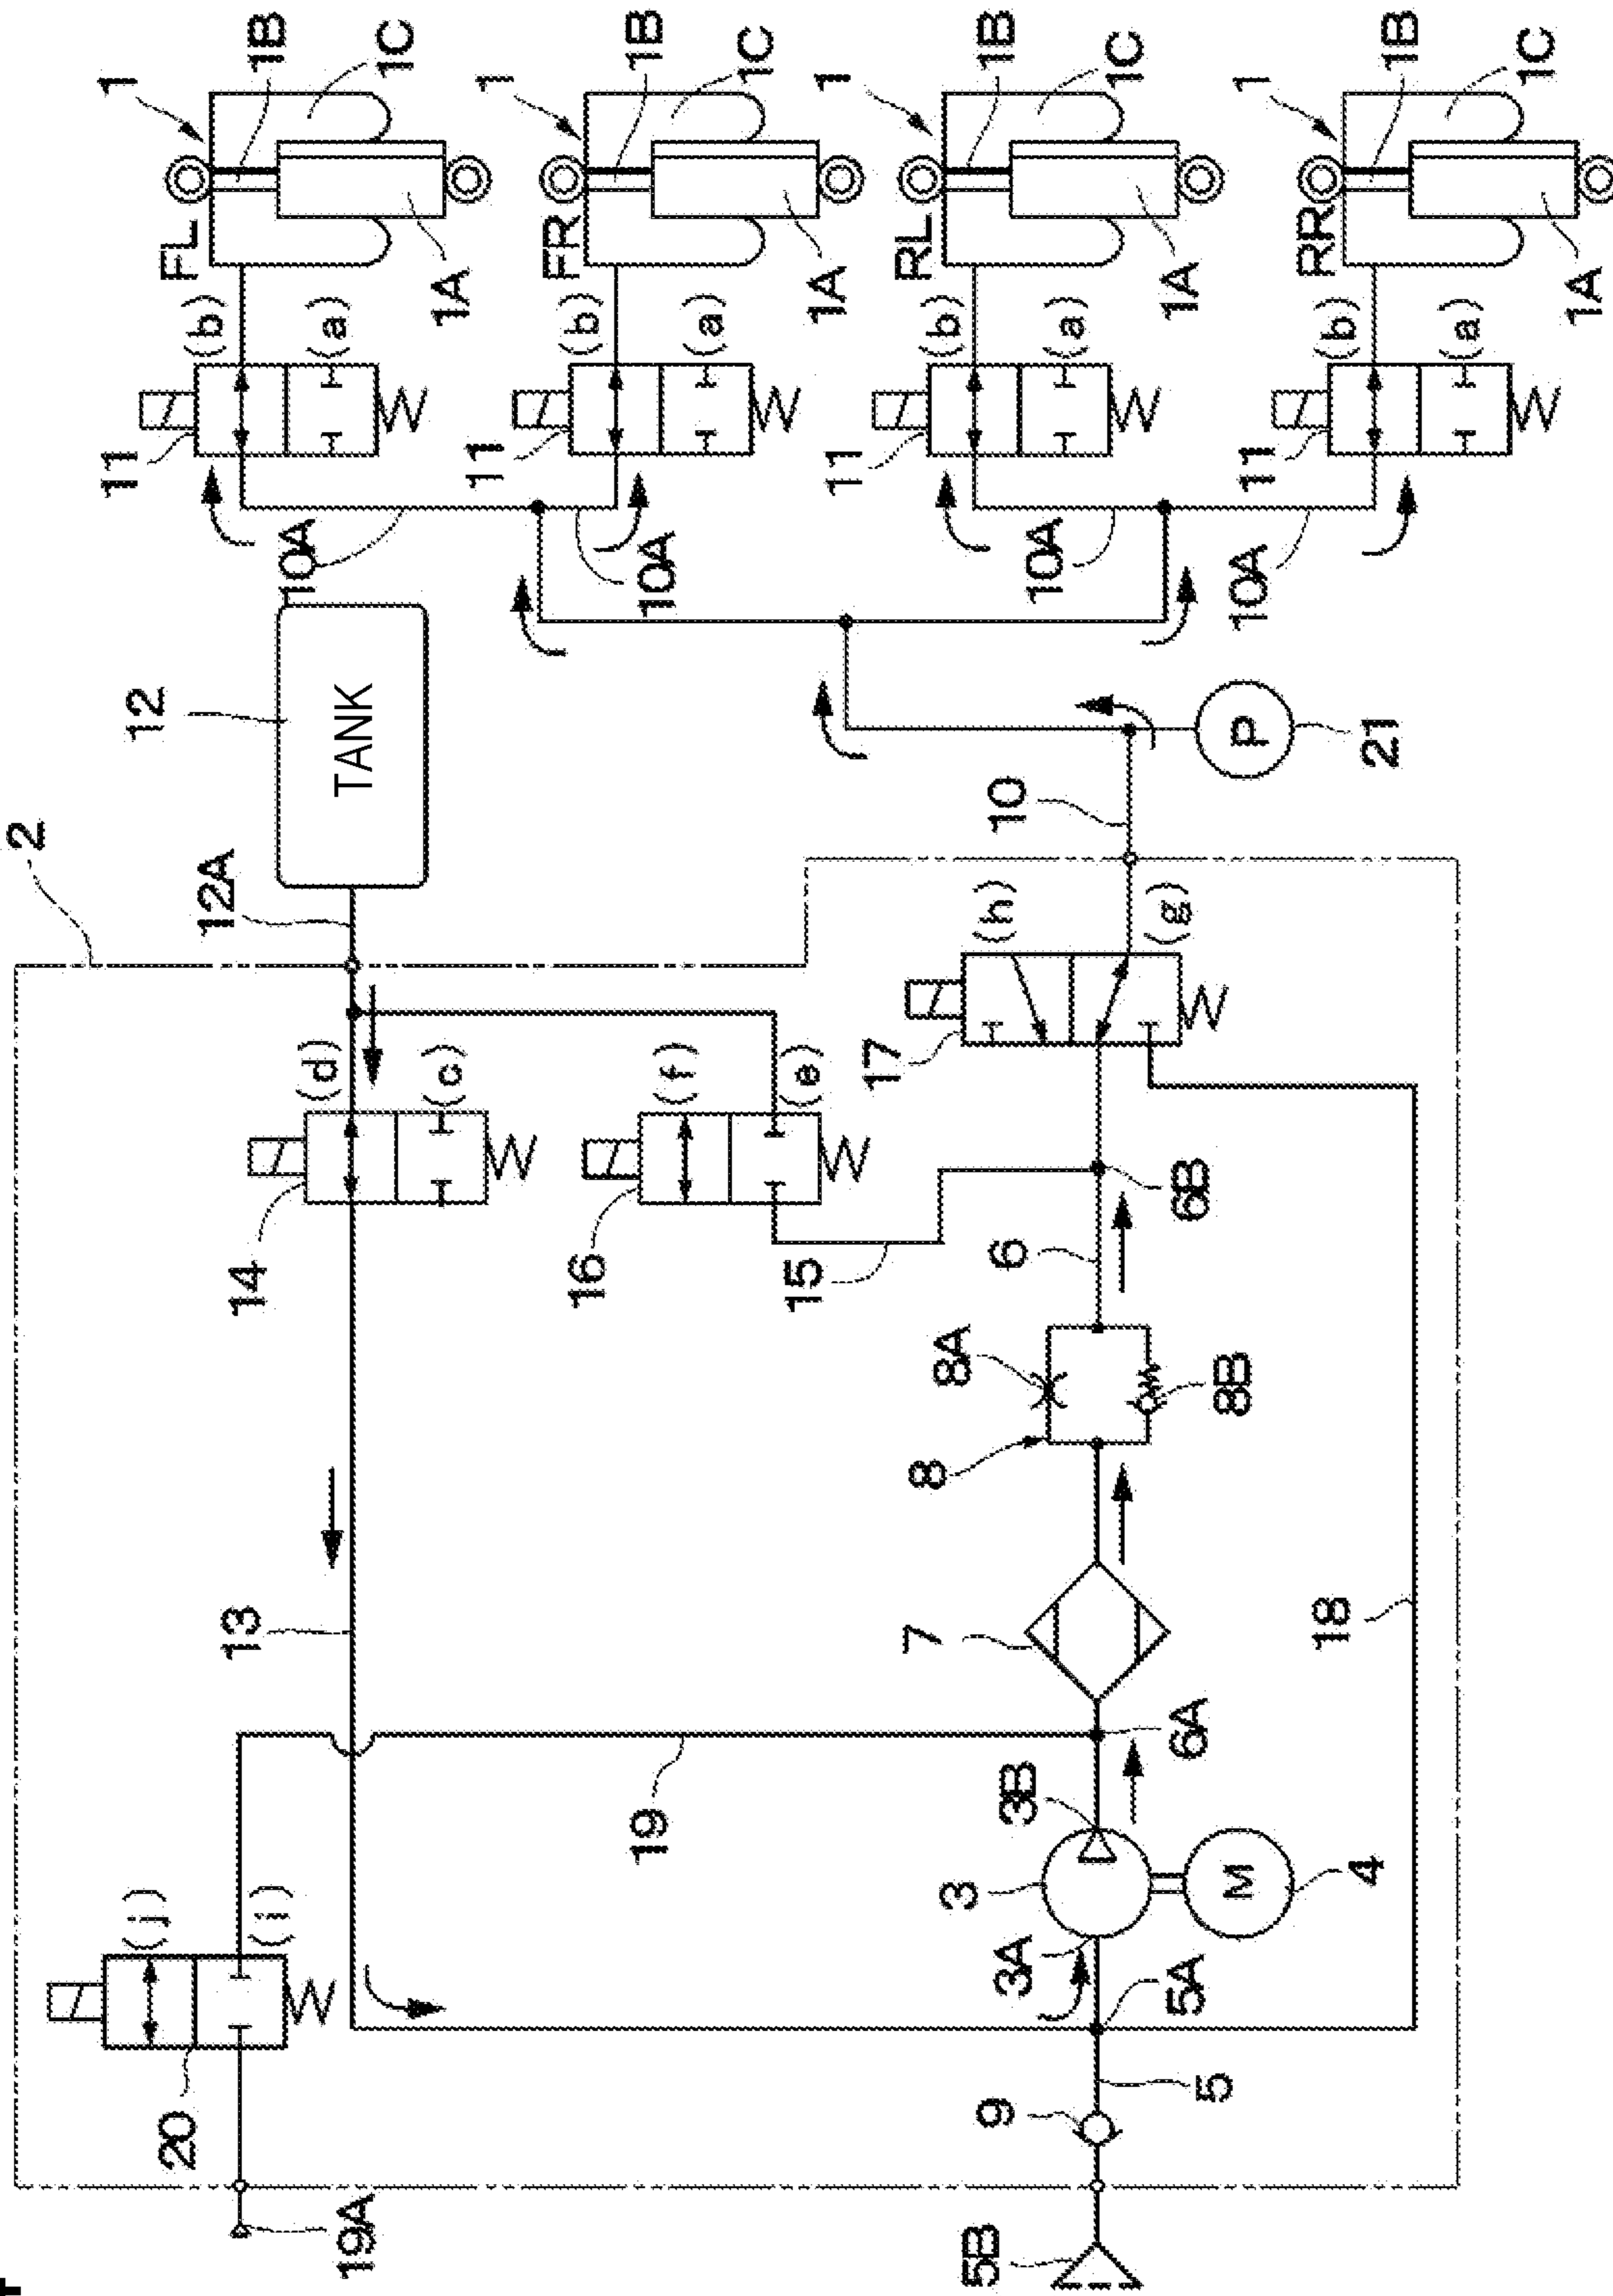 2
12
12A
TANK
1
1B
1C
FL
1A
(b)
(a)
11
10A
1
1B
1C
FR
1A
(b)
(a)
11
10A
1
1B
1C
RL
1A
(b)
(a)
11
10A
1
1B
1C
RR
1A
(b)
(a)
11
10A
P
21
10
(h)
(g)
17
(d)
(c)
14
(f)
(e)
16
15
6
6B
8A
8B
8
13
7
18
6A
19
3B
3
3A
M
4
5A
5
9
5B
(j)
(i)
20
19A